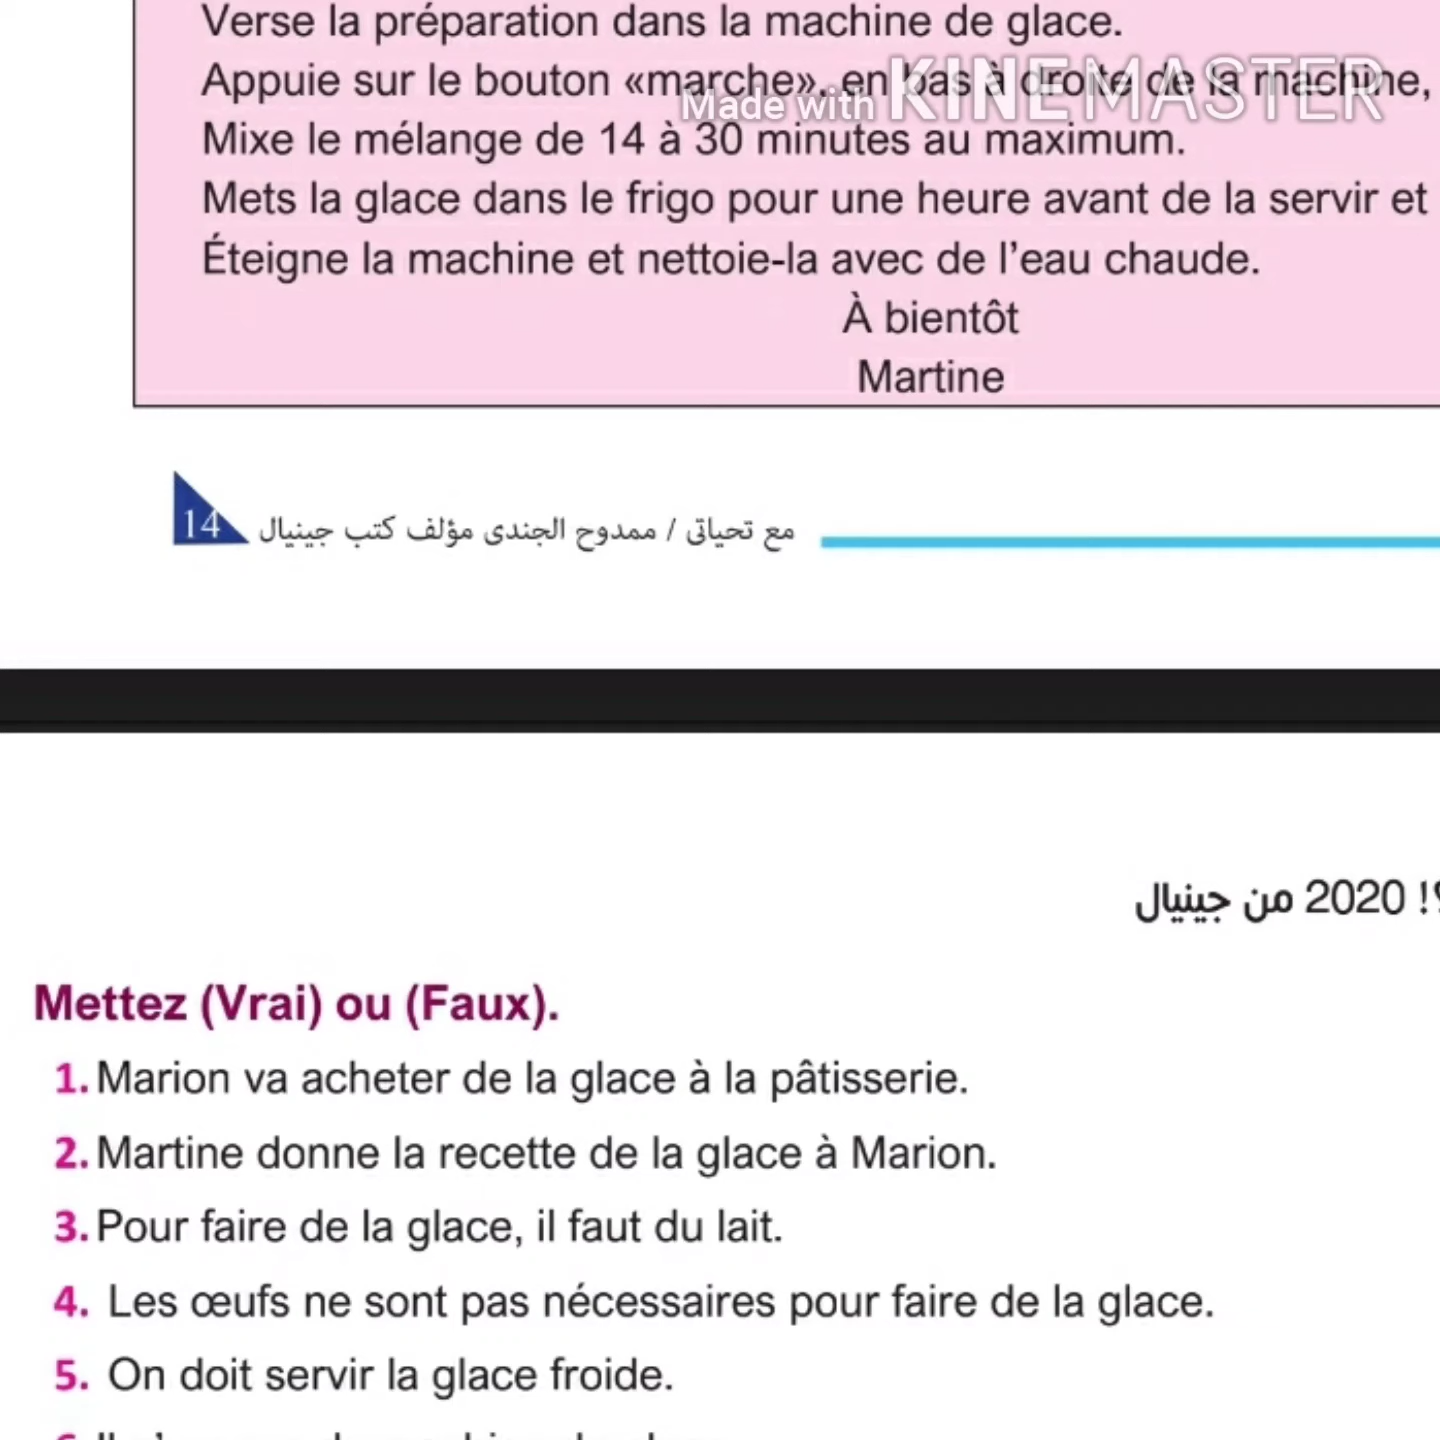 Verse la préparation dans la machine de glace.
Appuie sur le bouton «marche», en bas à droite de la machine,
Made with KINEMASTER
Mixe le mélange de 14 à 30 minutes au maximum.
Mets la glace dans le frigo pour une heure avant de la servir et
Éteigne la machine et nettoie-la avec de l’eau chaude.
À bientôt
Martine
14 مع تحياتى / ممدوح الجندى مؤلف كتب جينيال
؟! 2020 من جينيال
Mettez (Vrai) ou (Faux).
1. Marion va acheter de la glace à la pâtisserie.
2. Martine donne la recette de la glace à Marion.
3. Pour faire de la glace, il faut du lait.
4. Les œufs ne sont pas nécessaires pour faire de la glace.
5. On doit servir la glace froide.